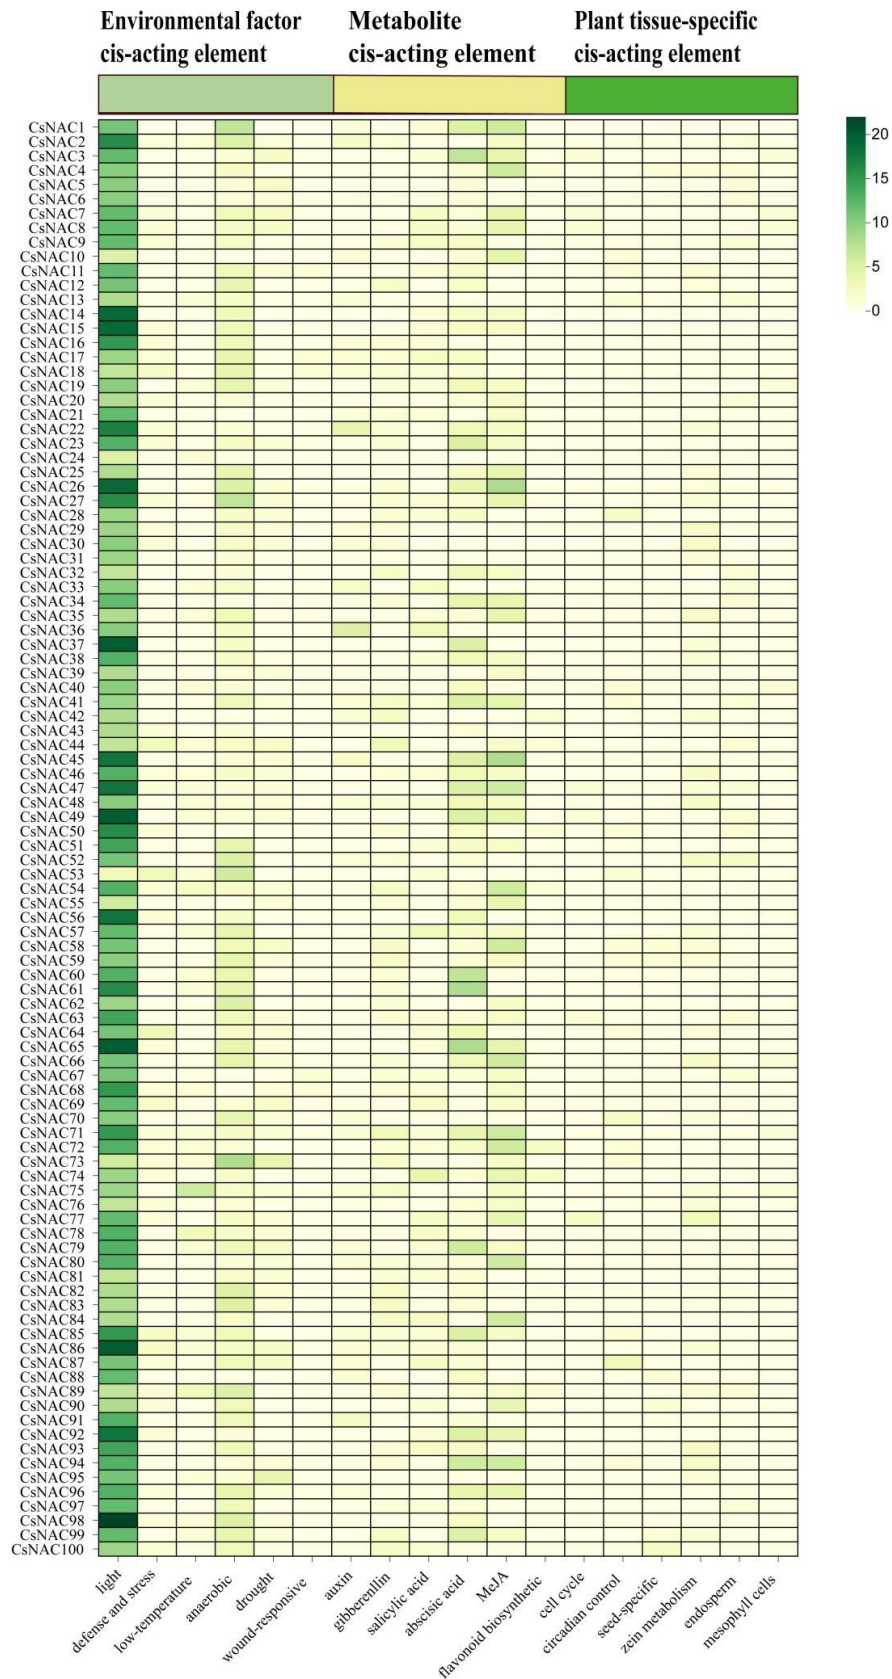 Environmental factor
cis-acting element
Metabolite
cis-acting element
Plant tissue-specific
cis-acting element
CsNAC1
CsNAC2
CsNAC3
CsNAC4
CsNAC5
CsNAC6
CsNAC7
CsNAC8
CsNAC9
CsNAC10
CsNAC11
CsNAC12
CsNAC13
CsNAC14
CsNAC15
CsNAC16
CsNAC17
CsNAC18
CsNAC19
CsNAC20
CsNAC21
CsNAC22
CsNAC23
CsNAC24
CsNAC25
CsNAC26
CsNAC27
CsNAC28
CsNAC29
CsNAC30
CsNAC31
CsNAC32
CsNAC33
CsNAC34
CsNAC35
CsNAC36
CsNAC37
CsNAC38
CsNAC39
CsNAC40
CsNAC41
CsNAC42
CsNAC43
CsNAC44
CsNAC45
CsNAC46
CsNAC47
CsNAC48
CsNAC49
CsNAC50
CsNAC51
CsNAC52
CsNAC53
CsNAC54
CsNAC55
CsNAC56
CsNAC57
CsNAC58
CsNAC59
CsNAC60
CsNAC61
CsNAC62
CsNAC63
CsNAC64
CsNAC65
CsNAC66
CsNAC67
CsNAC68
CsNAC69
CsNAC70
CsNAC71
CsNAC72
CsNAC73
CsNAC74
CsNAC75
CsNAC76
CsNAC77
CsNAC78
CsNAC79
CsNAC80
CsNAC81
CsNAC82
CsNAC83
CsNAC84
CsNAC85
CsNAC86
CsNAC87
CsNAC88
CsNAC89
CsNAC90
CsNAC91
CsNAC92
CsNAC93
CsNAC94
CsNAC95
CsNAC96
CsNAC97
CsNAC98
CsNAC99
CsNAC100
20
15
10
5
0
light
defense and stress
low-temperature
anaerobic
drought
wound-responsive
auxin
gibberenllin
salicylic acid
abscisic acid
MeJA
flavonoid biosynthetic
cell cycle
circadian control
seed-specific
zein metabolism
endosperm
mesophyll cells